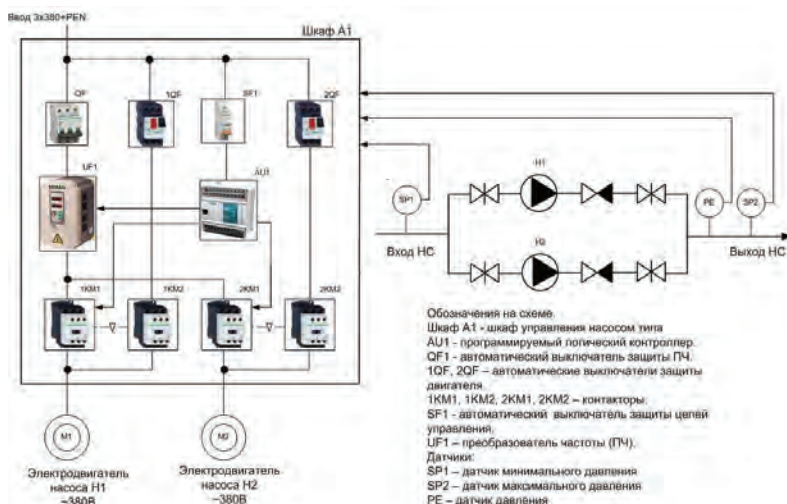 Ввод 3х380+PEN
Шкаф А1
QF
1QF
SF1
2QF
UF1
AU1
1KM1
1KM2
2KM1
2KM2
M1
M2
Электродвигатель
насоса Н1
~380В
Электродвигатель
насоса Н2
~380В
SP1
Вход НС
Н1
Н2
PE
SP2
Выход НС
Обозначения на схеме
Шкаф А1 - шкаф управления насосом типа
AU1 - программируемый логический контроллер.
QF1 - автоматический выключатель защиты ПЧ.
1QF, 2QF – автоматические выключатели защиты
двигателя.
1KM1, 1KM2, 2KM1, 2KM2 – контакторы.
SF1 - автоматический выключатель защиты цепей
управления.
UF1 – преобразователь частоты (ПЧ).
Датчики:
SP1 – датчик минимального давления
SP2 – датчик максимального давления
PE – датчик давления